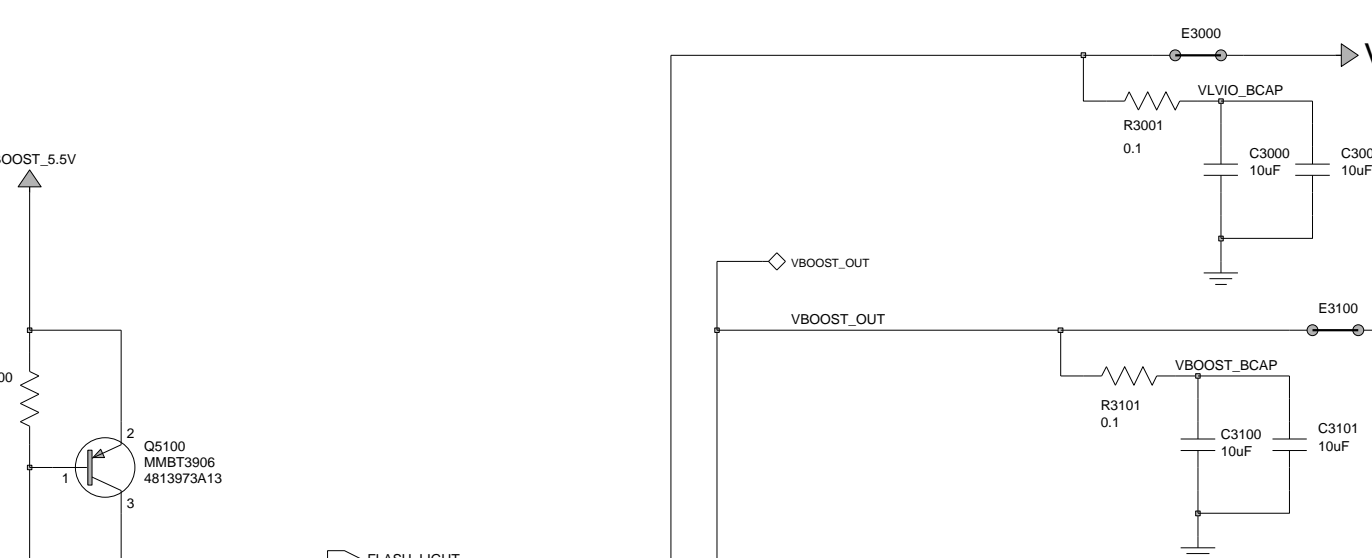 E3000
VLVIO_BCAP
R3001
0.1
C3000
10uF
10uF
OOST_5.5V
VBOOST_OUT
E3100
VBOOST_OUT
VBOOST_BCAP
R3101
0.1
C3100
10uF
C3101
10uF
2
Q5100
MMBT3906
4813973A13
1
3